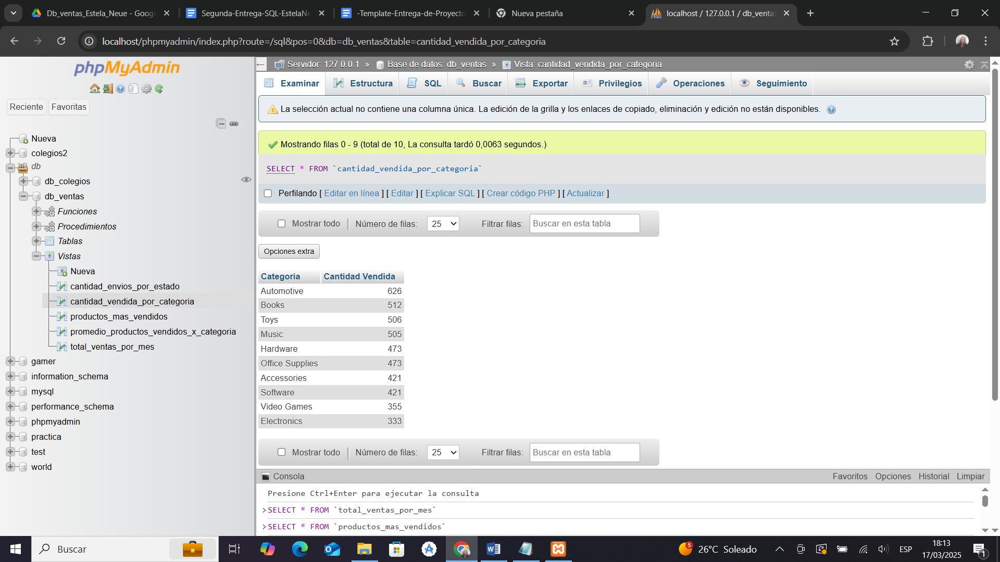 Db_ventas_Estela_Neue - Googl
Segunda-Entrega-SQL-EstelaNe
-Template-Entrega-de-Proyecto
Nueva pestaña
localhost / 127.0.0.1 / db_ventas
localhost/phpmyadmin/index.php?route=/sql&pos=0&db=db_ventas&table=cantidad_vendida_por_categoria
phpMyAdmin
Reciente
Favoritas
Nueva
colegios2
db
db_colegios
db_ventas
Funciones
Procedimientos
Tablas
Vistas
Nueva
cantidad_envios_por_estado
cantidad_vendida_por_categoria
productos_mas_vendidos
promedio_productos_vendidos_x_categoria
total_ventas_por_mes
gamer
information_schema
mysql
performance_schema
phpmyadmin
practica
test
world
Servidor: 127.0.0.1 » Base de datos: db_ventas » Vista: cantidad_vendida_por_categoria
Examinar Estructura SQL Buscar Exportar Privilegios Operaciones Seguimiento
La selección actual no contiene una columna única. La edición de la grilla y los enlaces de copiado, eliminación y edición no están disponibles.
Mostrando filas 0 - 9 (total de 10, La consulta tardó 0,0063 segundos.)
SELECT * FROM `cantidad_vendida_por_categoria`
Perfilando [ Editar en línea ] [ Editar ] [ Explicar SQL ] [ Crear código PHP ] [ Actualizar ]
Mostrar todo | Número de filas: 25 Filtrar filas: Buscar en esta tabla
Opciones extra
Categoría Cantidad Vendida
Automotive 626
Books 512
Toys 506
Music 505
Hardware 473
Office Supplies 473
Accessories 421
Software 421
Video Games 355
Electronics 333
Mostrar todo | Número de filas: 25 Filtrar filas: Buscar en esta tabla
Consola Favoritos Opciones Historial Limpiar
Presione Ctrl+Enter para ejecutar la consulta
>SELECT * FROM `total_ventas_por_mes`
>SELECT * FROM `productos_mas_vendidos`
Buscar
5
26°C Soleado
ESP
18:13
17/03/2025
1